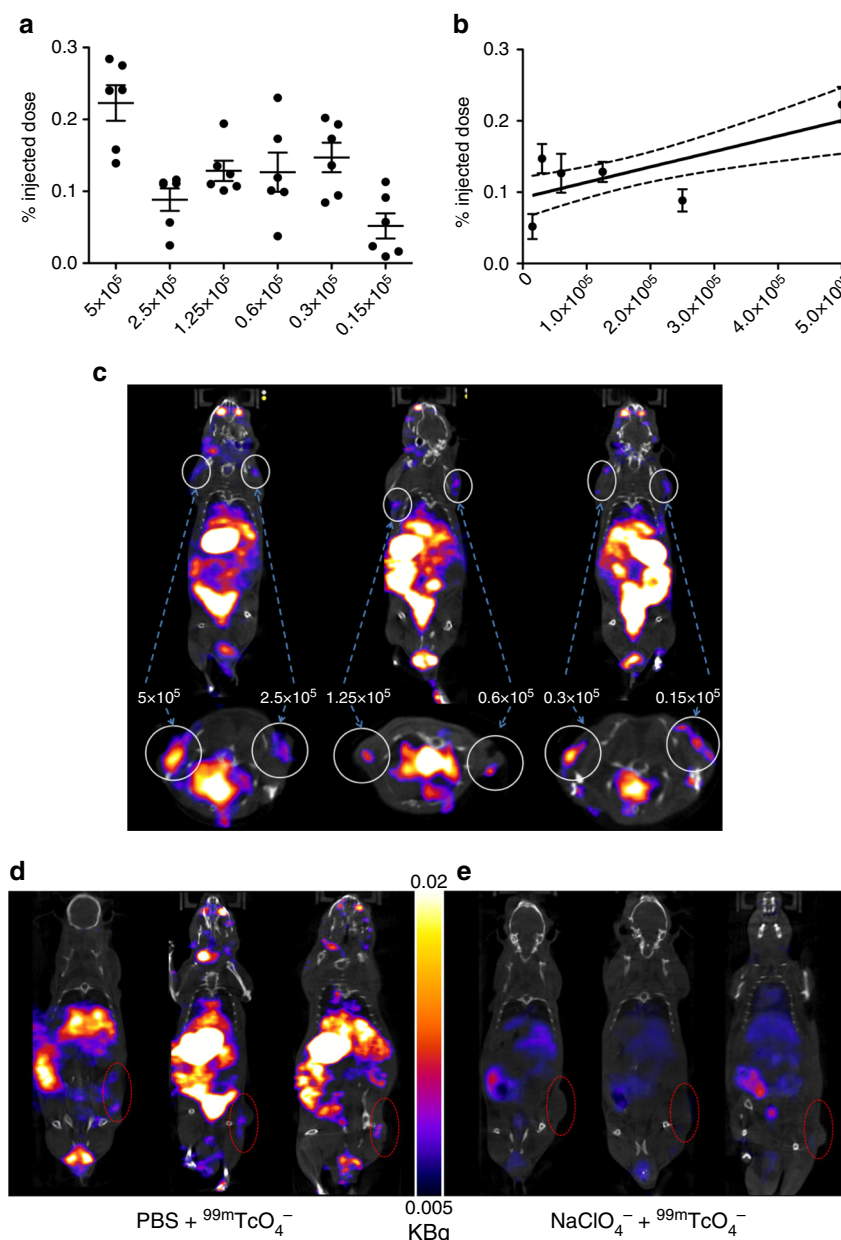 a
0.3
0.2
0.1
0.0
% injected dose
5×10⁵
2.5×10⁵
1.25×10⁵
0.6×10⁵
0.3×10⁵
0.15×10⁵
b
0.3
0.2
0.1
0.0
% injected dose
0
1.0×10⁰⁵
2.0×10⁰⁵
3.0×10⁰⁵
4.0×10⁰⁵
c
5×10⁵
2.5×10⁵
1.25×10⁵
0.6×10⁵
0.3×10⁵
0.15×10⁵
d
0.02
e
0.005
KBq
PBS + ⁹⁹ᵐTcO₄⁻
NaClO₄⁻ + ⁹⁹ᵐTcO₄⁻